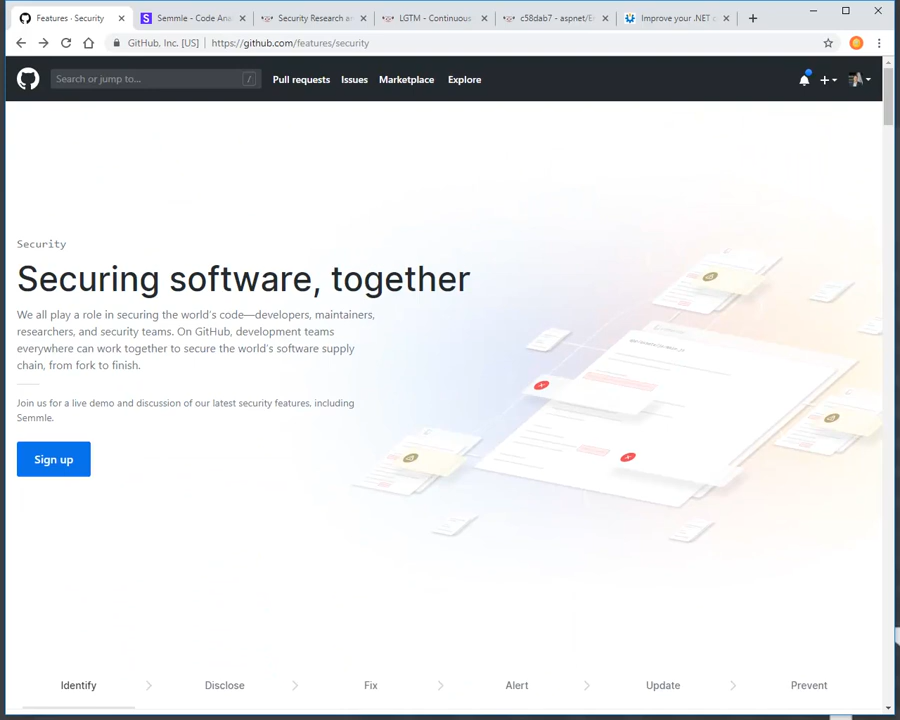 Features · Security
Semmle - Code Ana
Security Research a
LGTM - Continuous
c58dab7 - aspnet/E
Improve your .NET
GitHub, Inc. [US]
https://github.com/features/security
Search or jump to...
/
Pull requests
Issues
Marketplace
Explore
Security
Securing software, together
We all play a role in securing the world's code—developers, maintainers,
researchers, and security teams. On GitHub, development teams
everywhere can work together to secure the world's software supply
chain, from fork to finish.
Join us for a live demo and discussion of our latest security features, including
Semmle.
Sign up
Identify
Disclose
Fix
Alert
Update
Prevent